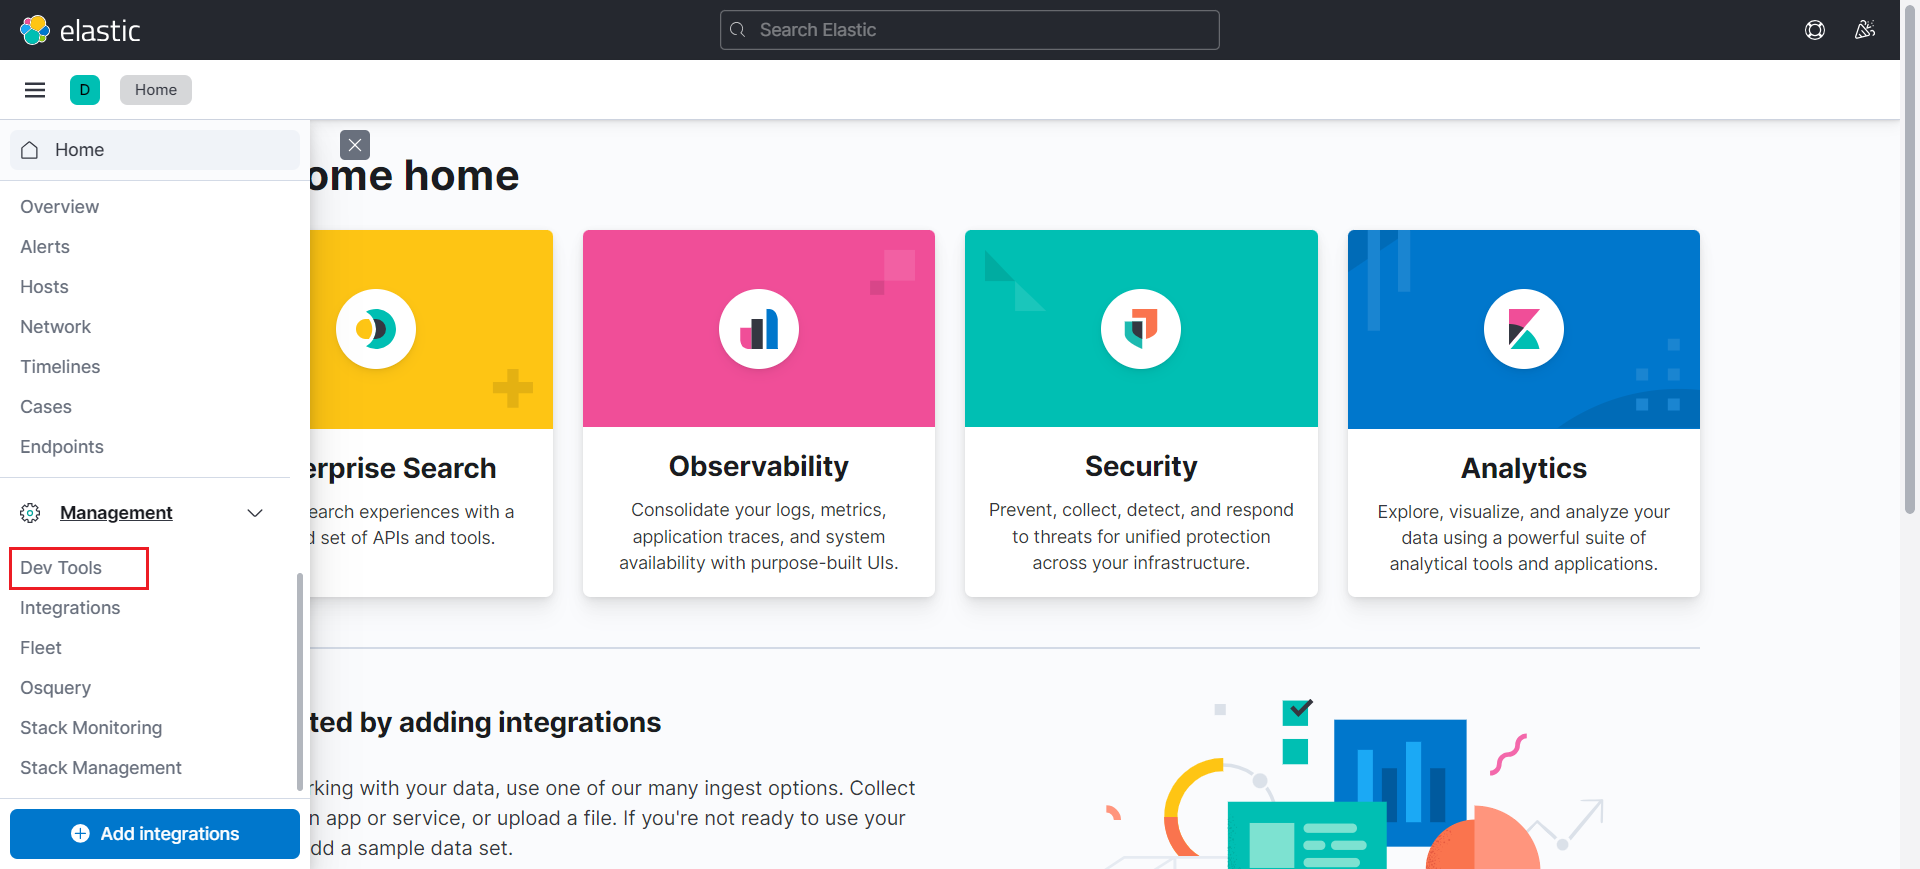 elastic
Search Elastic
D
Home
Home
Overview
Alerts
Hosts
Network
Timelines
Cases
Endpoints
Management
Dev Tools
Integrations
Fleet
Osquery
Stack Monitoring
Stack Management
Add integrations
ome home
erprise Search
earch experiences with a
d set of APIs and tools.
Observability
Consolidate your logs, metrics,
application traces, and system
availability with purpose-built UIs.
Security
Prevent, collect, detect, and respond
to threats for unified protection
across your infrastructure.
Analytics
Explore, visualize, and analyze your
data using a powerful suite of
analytical tools and applications.
ted by adding integrations
rking with your data, use one of our many ingest options. Collect
n app or service, or upload a file. If you're not ready to use your
dd a sample data set.